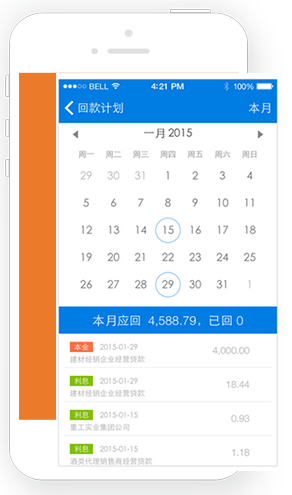 BELL 4:21 PM 100%
回款计划 本月
一月 2015
周一 周二 周三 周四 周五 周六 周日
29 30 31 1 2 3 4
5 6 7 8 9 10 11
12 13 14 15 16 17 18
19 20 21 22 23 24 25
26 27 28 29 30 31 1
本月应回 4,588.79, 已回 0
本金 2015-01-29 4,000.00
建材经销企业经营贷款
利息 2015-01-29 18.44
建材经销企业经营贷款
利息 2015-01-15 0.93
重工实业集团公司
利息 2015-01-15 1.18
酒类代理销售商经营贷款